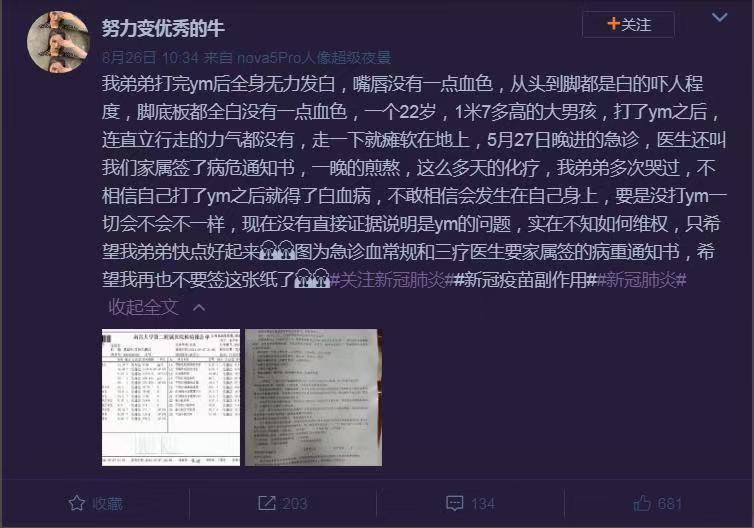 努力变优秀的牛
+关注
8月26日 10:34 来自 nova5Pro人像超级夜景
我弟弟打完ym后全身无力发白，嘴唇没有一点血色，从头到脚都是白的吓人程
度，脚底板都全白没有一点血色，一个22岁，1米7多高的大男孩，打了ym之后，
连直立行走的力气都没有，走一下就瘫软在地上，5月27日晚进的急诊，医生还叫
我们家属签了病危通知书，一晚的煎熬，这么多天的化疗，我弟弟多次哭过，不
相信自己打了ym之后就得了白血病，不敢相信会发生在自己身上，要是没打ym一
切会不会不一样，现在没有直接证据说明是ym的问题，实在不知如何维权，只希
望我弟弟快点好起来图为急诊血常规和三疗医生要家属签的病重通知书，希
望我再也不要签这张纸了#关注新冠肺炎##新冠疫苗副作用##新冠肺炎#
收起全文
南昌大学第二附属医院检验报告单
收藏
203
134
681